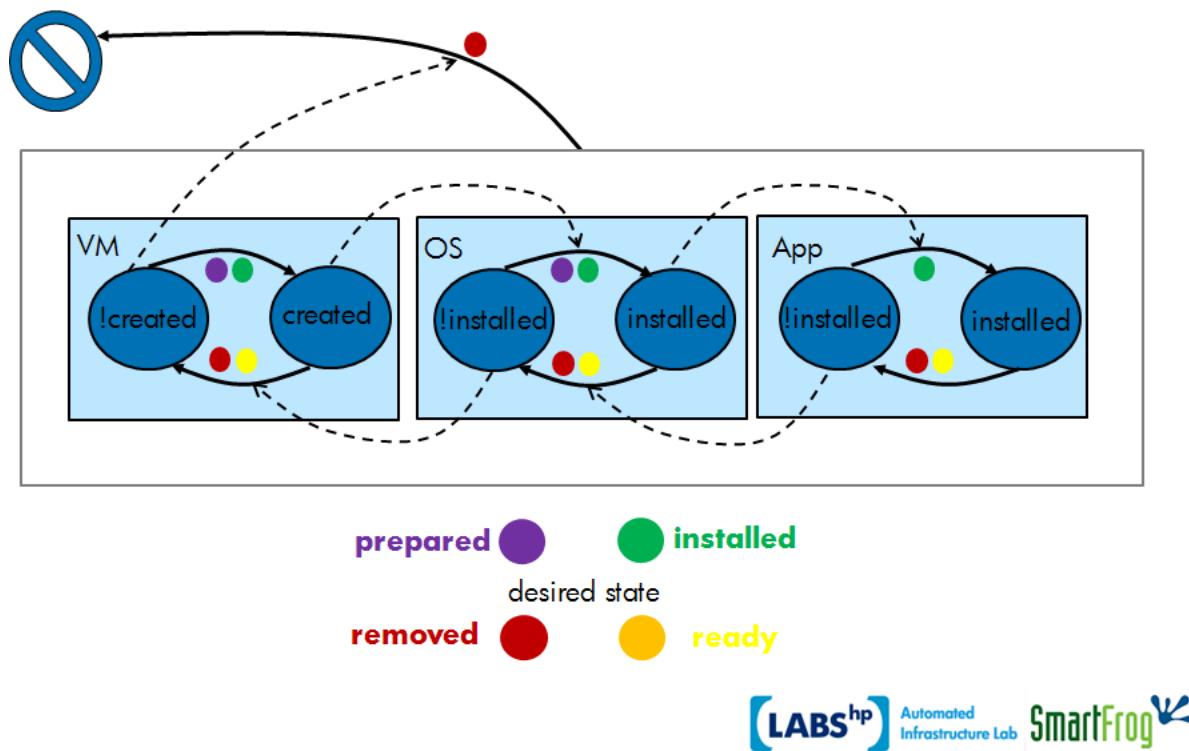 VM
OS
App
!created
created
!installed
installed
!installed
installed
prepared
installed
desired state
removed
ready
LABS hp
Automated
Infrastructure Lab
SmartFrog